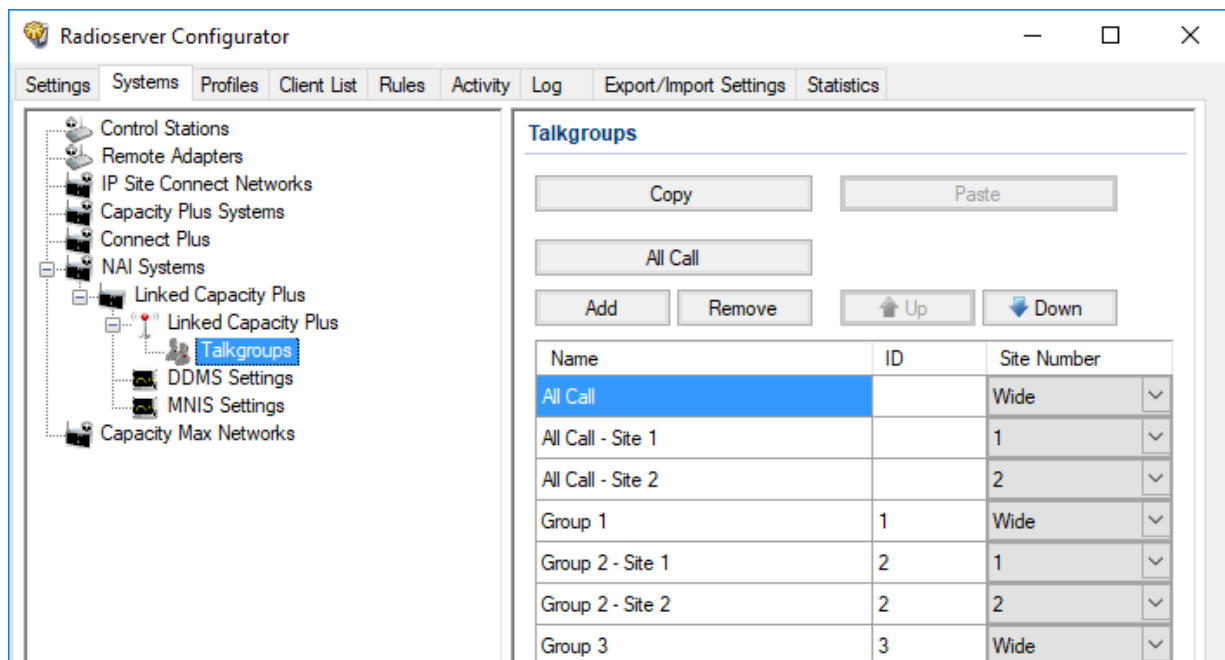 Radioserver Configurator
Settings Systems Profiles Client List Rules Activity Log Export/Import Settings Statistics
Control Stations
Remote Adapters
IP Site Connect Networks
Capacity Plus Systems
Connect Plus
NAI Systems
Linked Capacity Plus
Linked Capacity Plus
Talkgroups
DDMS Settings
MNIS Settings
Capacity Max Networks
Talkgroups
Copy Paste
All Call
Add Remove Up Down
Name ID Site Number
All Call Wide
All Call - Site 1 1
All Call - Site 2 2
Group 1 1 Wide
Group 2 - Site 1 2 1
Group 2 - Site 2 2 2
Group 3 3 Wide